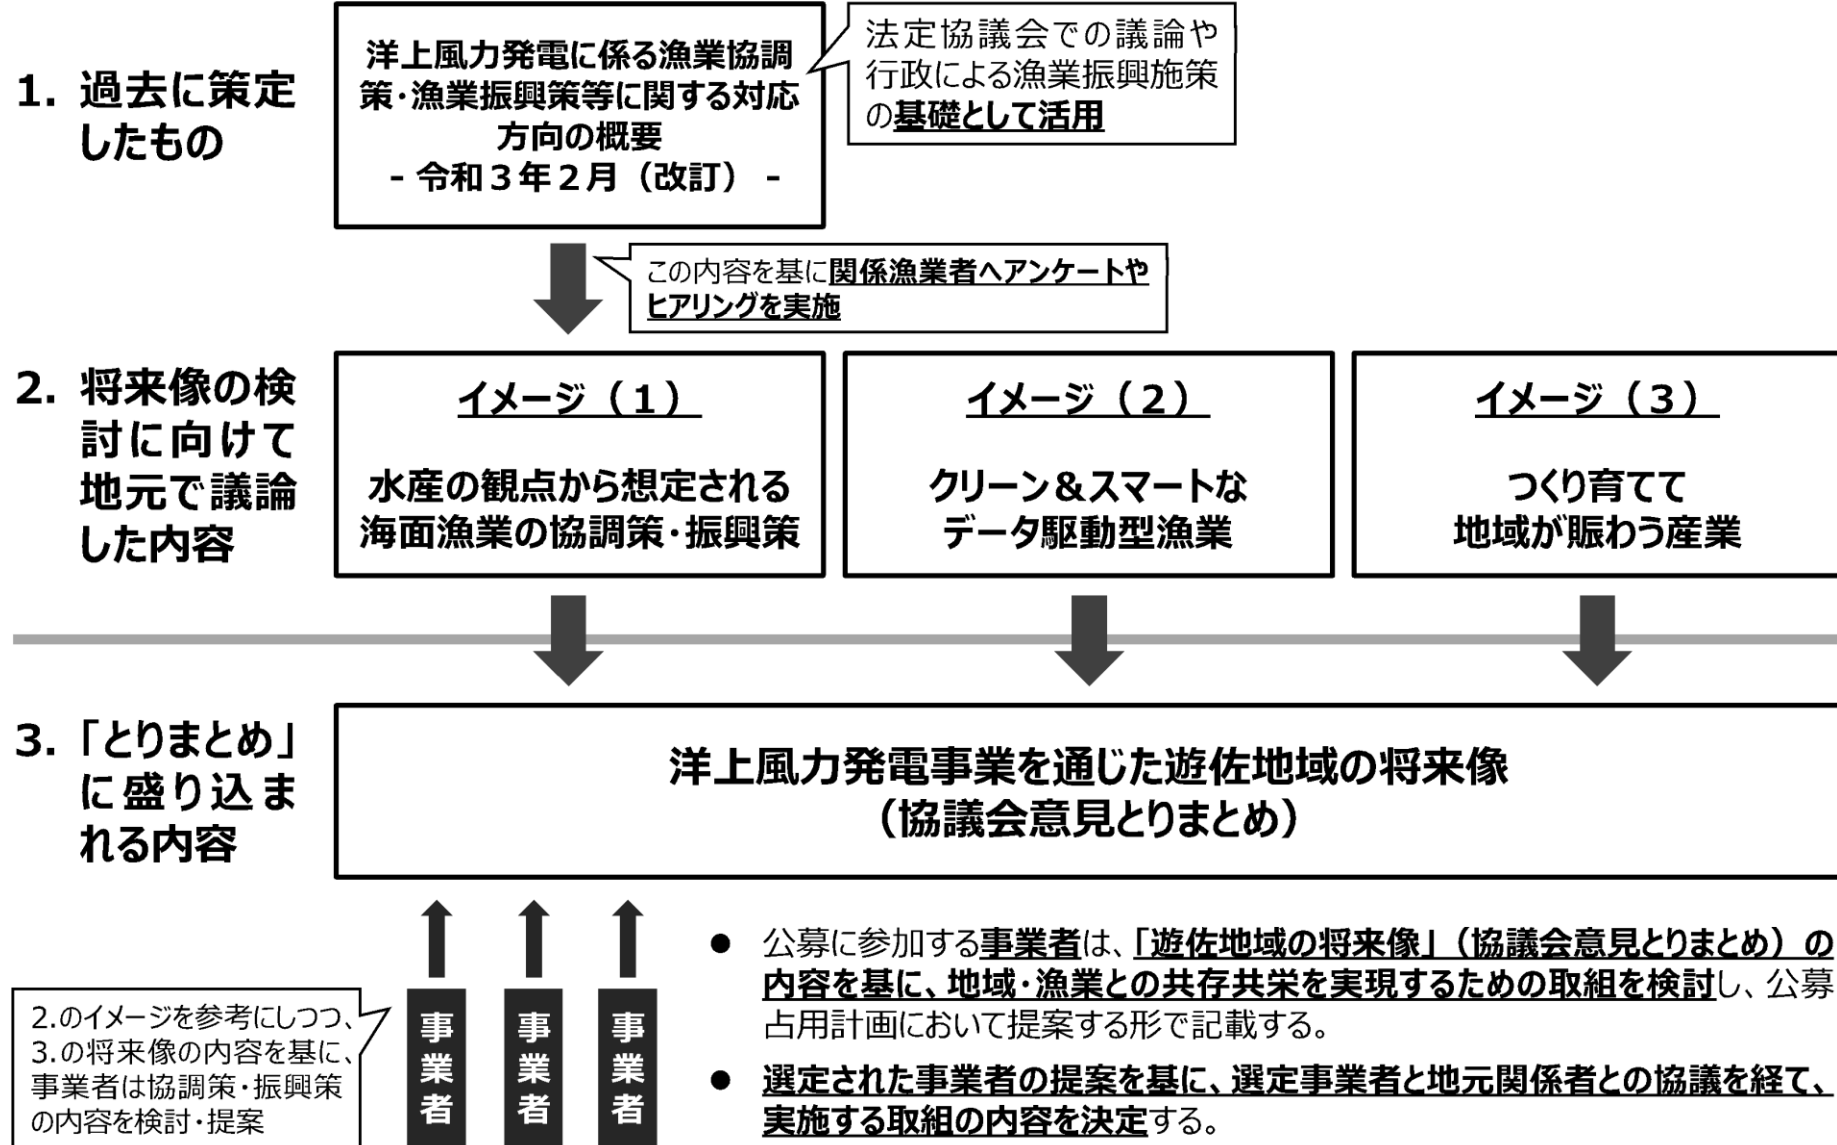 1. 過去に策定
したもの
洋上風力発電に係る漁業協調
策・漁業振興策等に関する対応
方向の概要
- 令和３年２月（改訂） -
法定協議会での議論や
行政による漁業振興施策
の基礎として活用
この内容を基に関係漁業者へアンケートや
ヒアリングを実施
2. 将来像の検
討に向けて
地元で議論
した内容
イメージ（１）
水産の観点から想定される
海面漁業の協調策・振興策
イメージ（２）
クリーン＆スマートな
データ駆動型漁業
イメージ（３）
つくり育てて
地域が賑わう産業
3. 「とりまとめ」
に盛り込ま
れる内容
洋上風力発電事業を通じた遊佐地域の将来像
（協議会意見とりまとめ）
2.のイメージを参考にしつつ、
3.の将来像の内容を基に、
事業者は協調策・振興策
の内容を検討・提案
事業者
事業者
事業者
● 公募に参加する事業者は、「遊佐地域の将来像」（協議会意見とりまとめ）の
内容を基に、地域・漁業との共存共栄を実現するための取組を検討し、公募
占用計画において提案する形で記載する。
● 選定された事業者の提案を基に、選定事業者と地元関係者との協議を経て、
実施する取組の内容を決定する。